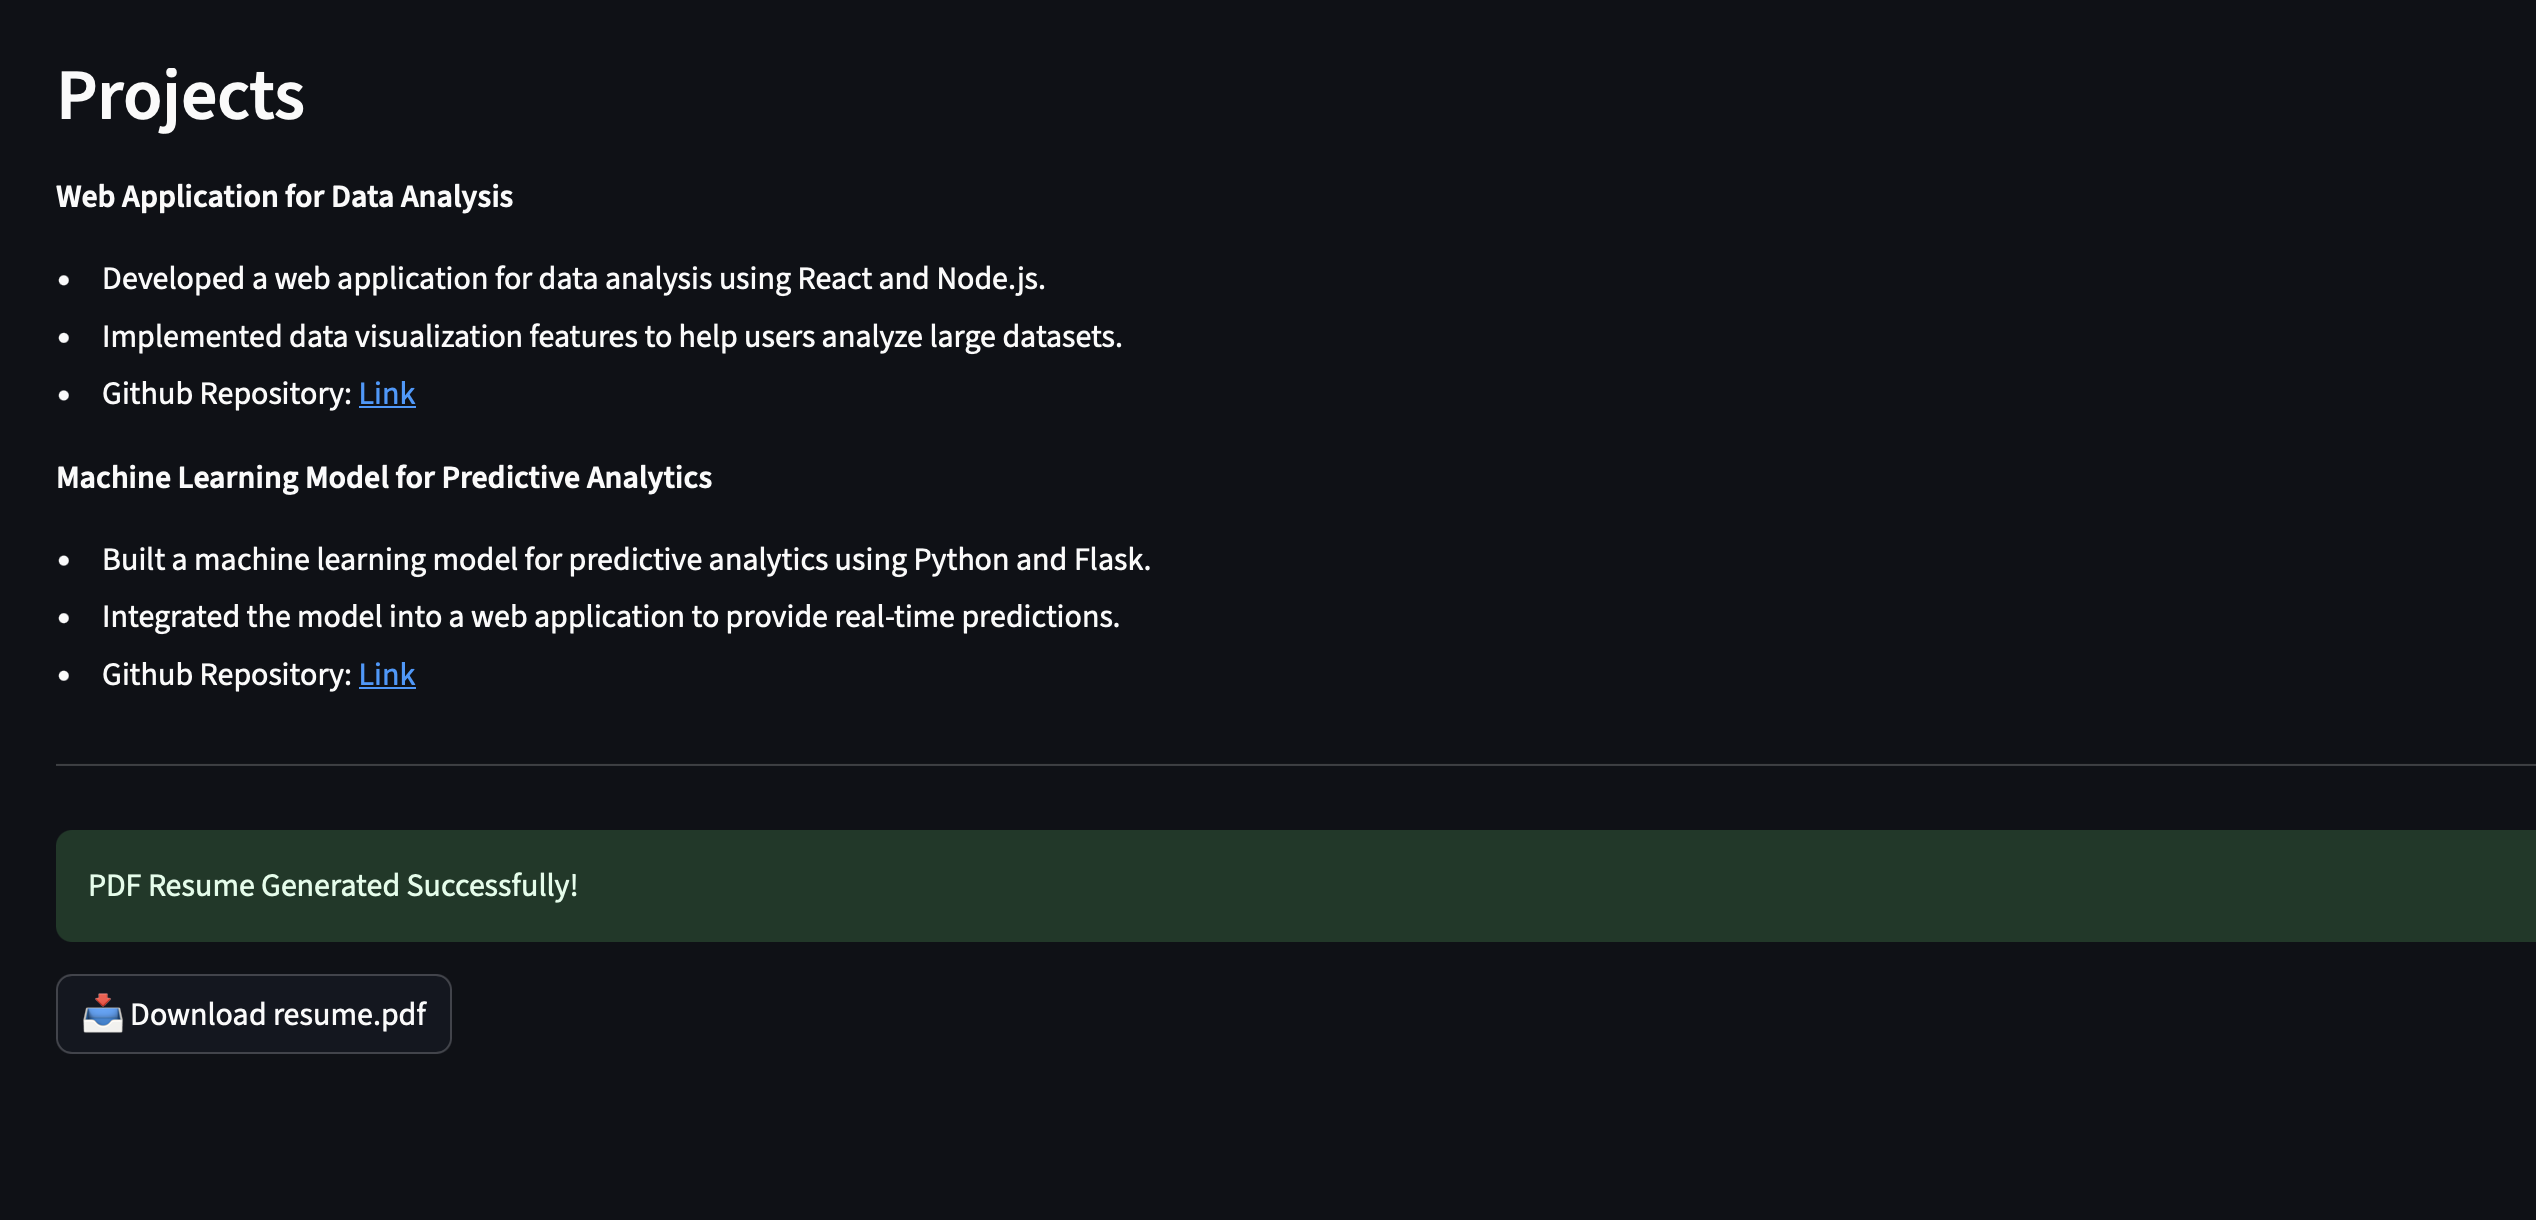 Projects
Web Application for Data Analysis
• Developed a web application for data analysis using React and Node.js.
• Implemented data visualization features to help users analyze large datasets.
• Github Repository: Link
Machine Learning Model for Predictive Analytics
• Built a machine learning model for predictive analytics using Python and Flask.
• Integrated the model into a web application to provide real-time predictions.
• Github Repository: Link
PDF Resume Generated Successfully!
Download resume.pdf